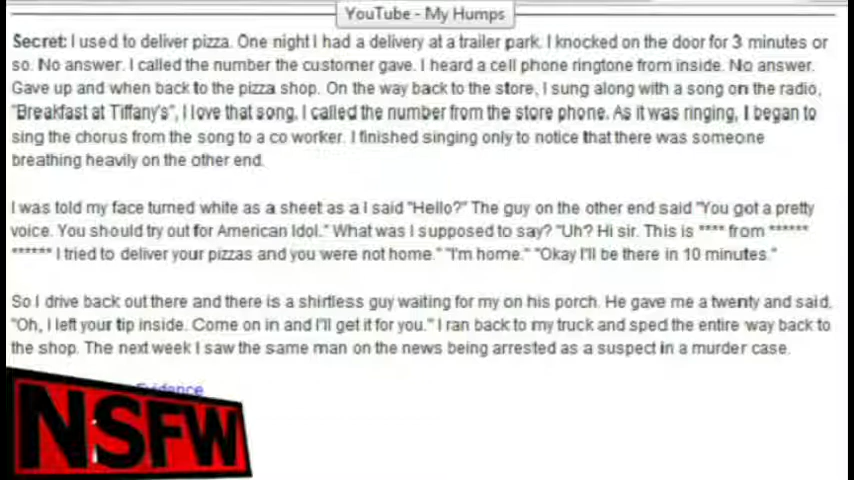 YouTube - My Humps
Secret: I used to deliver pizza. One night I had a delivery at a trailer park. I knocked on the door for 3 minutes or
so. No answer. I called the number the customer gave. I heard a cell phone ringtone from inside. No answer.
Gave up and when back to the pizza shop. On the way back to the store, I sung along with a song on the radio,
"Breakfast at Tiffany's", I love that song, I called the number from the store phone. As it was ringing, I began to
sing the chorus from the song to a co worker. I finished singing only to notice that there was someone
breathing heavily on the other end.
I was told my face turned white as a sheet as a I said "Hello?" The guy on the other end said "You got a pretty
voice. You should try out for American Idol." What was I supposed to say? "Uh? Hi sir. This is **** from ******
****** I tried to deliver your pizzas and you were not home." "I'm home." "Okay I'll be there in 10 minutes."
So I drive back out there and there is a shirtless guy waiting for my on his porch. He gave me a twenty and said,
"Oh, I left your tip inside. Come on in and I'll get it for you." I ran back to my truck and sped the entire way back to
the shop. The next week I saw the same man on the news being arrested as a suspect in a murder case.
Evidence
NSFW